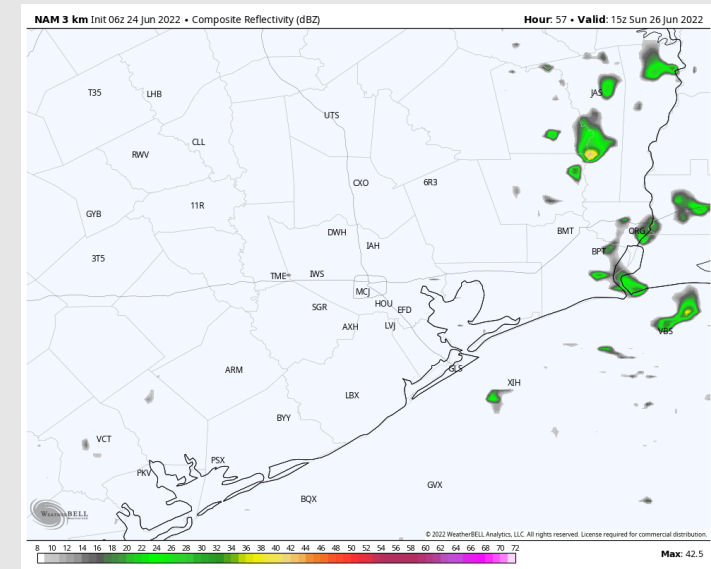 NAM 3 km Init 06z 24 Jun 2022 • Composite Reflectivity (dBZ)
Hour: 57 • Valid: 15z Sun 26 Jun 2022
T35
LHB
JAS
UTS
CLL
RWV
CXO
6R3
11R
GYB
DWH
BMT
ORG
IAH
BPT
3T5
TME
IWS
MCJ
HOU
SGR
EFD
LVJ
AXH
VBS
GLS
ARM
XIH
LBX
BYY
VCT
PSX
PKV
GVX
BQX
WeatherBELL
© 2022 WeatherBELL Analytics, LLC. All rights reserved. License required for commercial distribution.
8 10 12 14 16 18 20 22 24 26 28 30 32 34 36 38 40 42 44 46 48 50 52 54 56 58 60 62 64 66 68 70 72
Max: 42.5